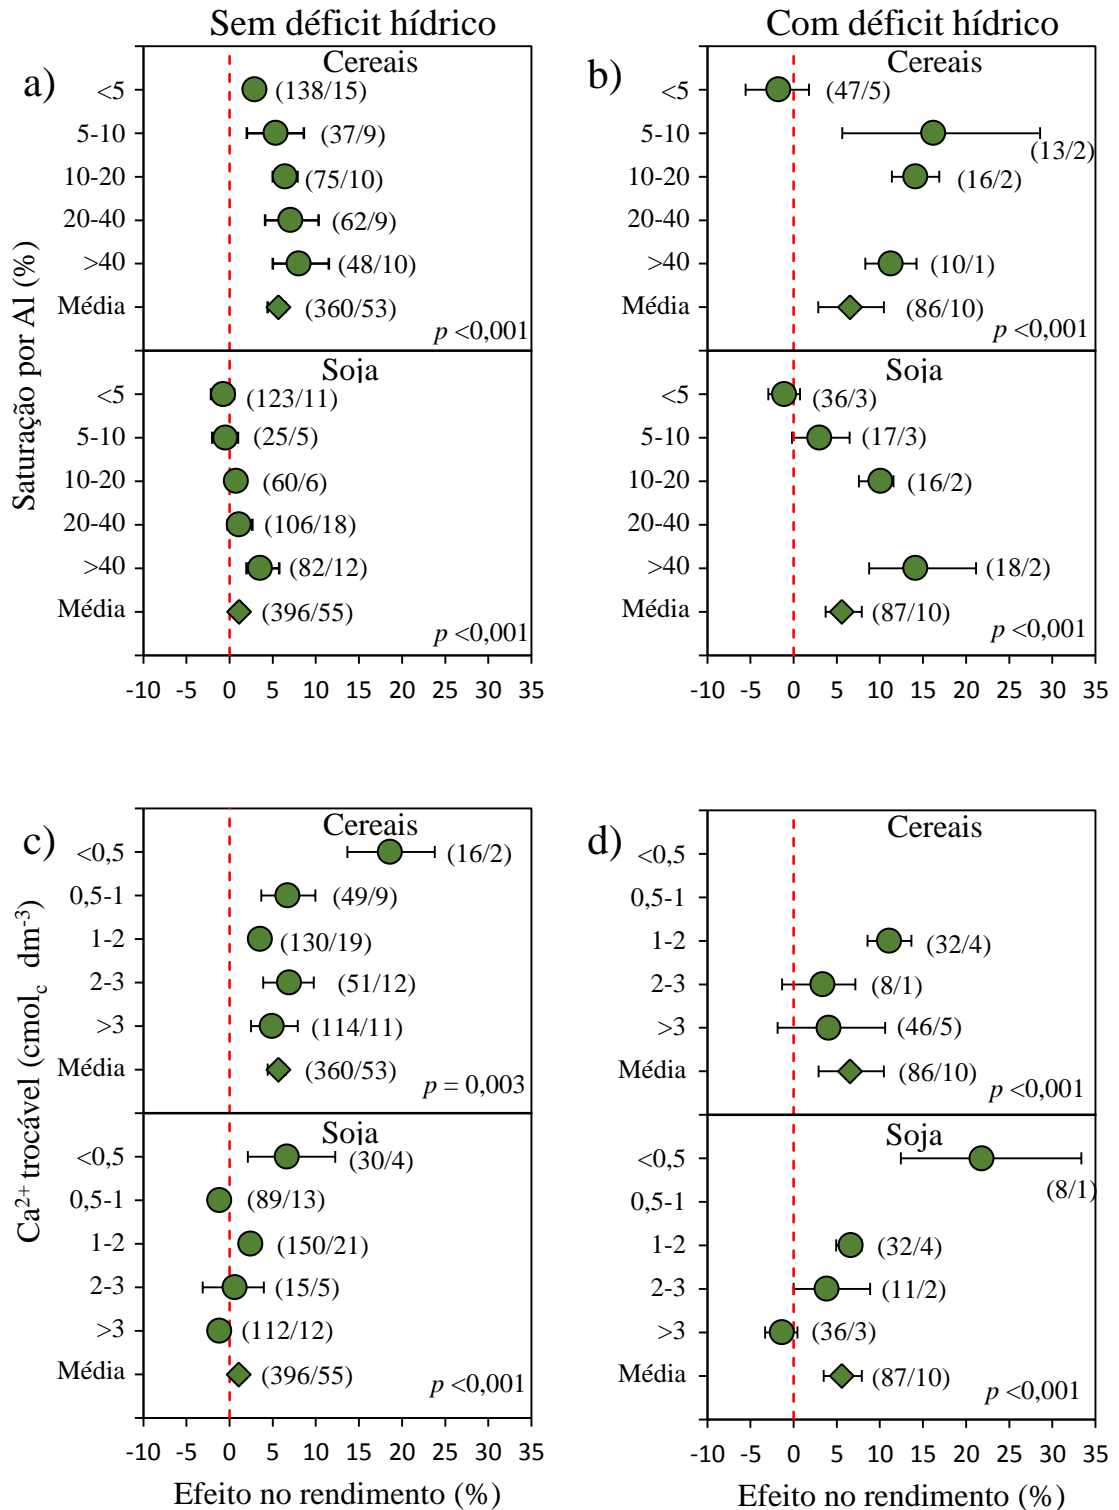 Sem déficit hídrico
Com déficit hídrico
a)
Saturação por Al (%)
Cereais
<5 (138/15)
5-10 (37/9)
10-20 (75/10)
20-40 (62/9)
>40 (48/10)
Média (360/53)
p <0,001
Soja
<5 (123/11)
5-10 (25/5)
10-20 (60/6)
20-40 (106/18)
>40 (82/12)
Média (396/55)
p <0,001
-10 -5 0 5 10 15 20 25 30 35
b)
Cereais
<5 (47/5)
5-10 (13/2)
10-20 (16/2)
20-40
>40 (10/1)
Média (86/10)
p <0,001
Soja
<5 (36/3)
5-10 (17/3)
10-20 (16/2)
20-40
>40 (18/2)
Média (87/10)
p <0,001
-10 -5 0 5 10 15 20 25 30 35
c)
Ca²⁺ trocável (cmol_c dm⁻³)
Cereais
<0,5 (16/2)
0,5-1 (49/9)
1-2 (130/19)
2-3 (51/12)
>3 (114/11)
Média (360/53)
p = 0,003
Soja
<0,5 (30/4)
0,5-1 (89/13)
1-2 (150/21)
2-3 (15/5)
>3 (112/12)
Média (396/55)
p <0,001
-10 -5 0 5 10 15 20 25 30 35
Efeito no rendimento (%)
d)
Cereais
<0,5
0,5-1
1-2 (32/4)
2-3 (8/1)
>3 (46/5)
Média (86/10)
p <0,001
Soja
<0,5 (8/1)
0,5-1
1-2 (32/4)
2-3 (11/2)
>3 (36/3)
Média (87/10)
p <0,001
-10 -5 0 5 10 15 20 25 30 35
Efeito no rendimento (%)